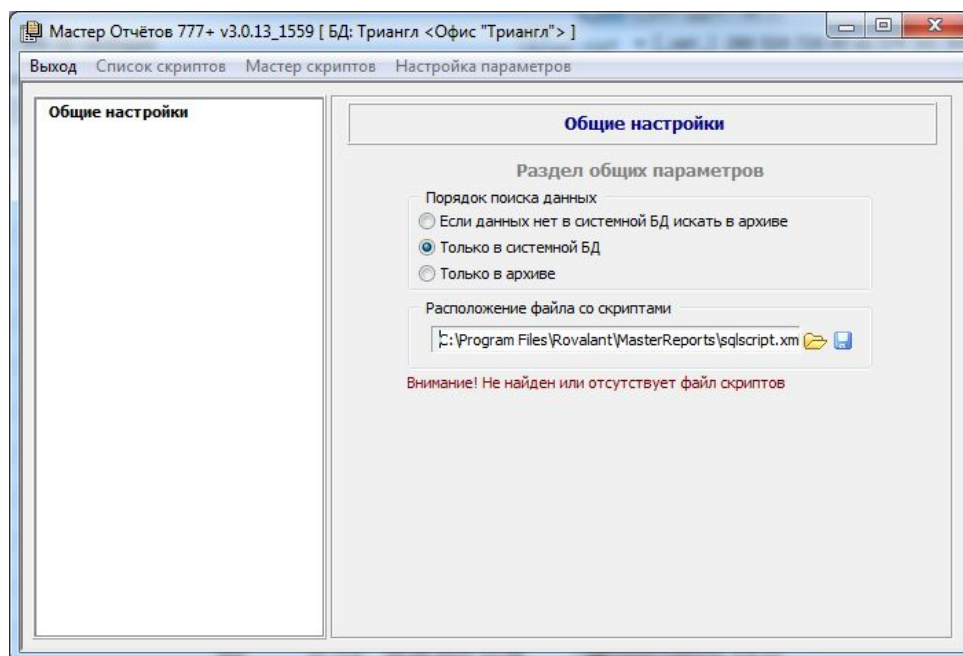 Мастер Отчётов 777+ v3.0.13_1559 [ БД: Триангл <Офис "Триангл"> ]
Выход Список скриптов Мастер скриптов Настройка параметров
Общие настройки
Общие настройки
Раздел общих параметров
Порядок поиска данных
Если данных нет в системной БД искать в архиве
Только в системной БД
Только в архиве
Расположение файла со скриптами
C:\Program Files\Rovalant\MasterReports\sqlscript.xm
Внимание! Не найден или отсутствует файл скриптов